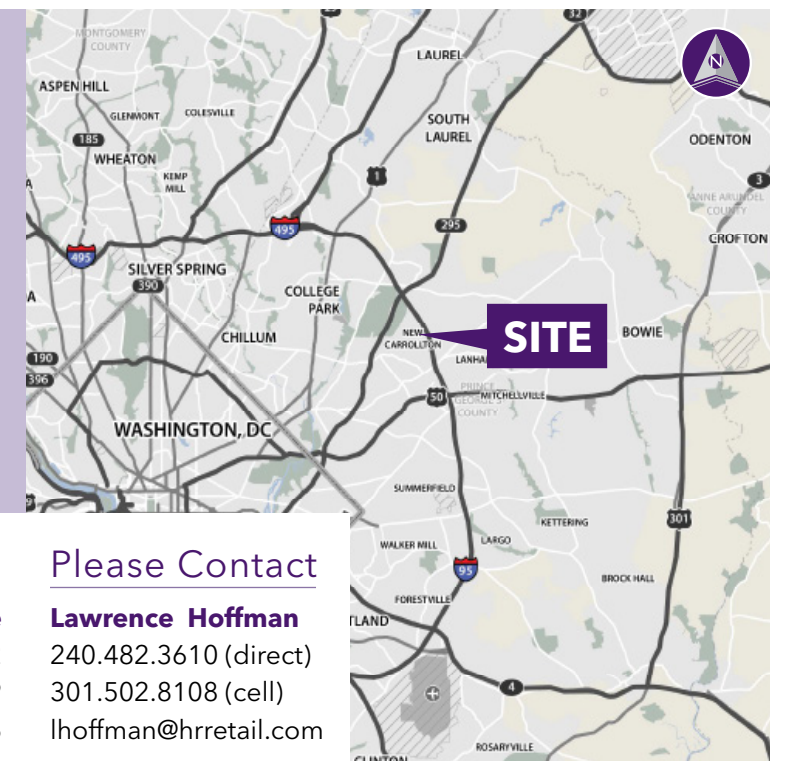 32
MONTGOMERY
COUNTY
N
LAUREL
ASPEN HILL
GLENMONT
COLESVILLE
SOUTH
LAUREL
185
ODENTON
WHEATON
KEMP
MILL
1
3
ANNE ARUNDEL
COUNTY
495
295
CROFTON
495
SILVER SPRING
390
COLLEGE
PARK
CHILLUM
NEW
CARROLLTON
SITE
BOWIE
190
396
50
PRINCE
GEORGE'S
COUNTY
MITCHELLVILLE
WASHINGTON, DC
SUMMERFIELD
KETTERING
301
WALKER MILL
LARGO
95
BROCK HALL
FORESTVILLE
4
ROSARYVILLE
CLINTON
Please Contact
Lawrence Hoffman
240.482.3610 (direct)
301.502.8108 (cell)
lhoffman@hrretail.com